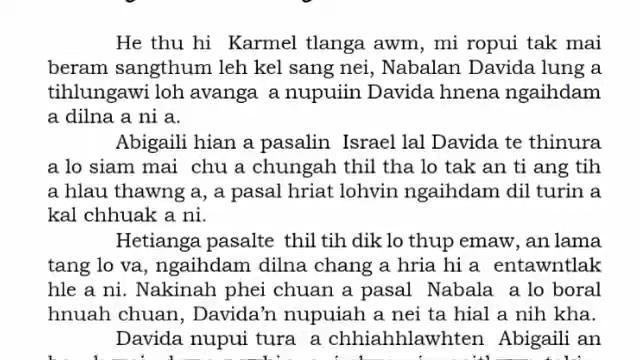 He thu hi Karmel tlanga awm, mi ropui tak mai
beram sangthum leh kel sang nei, Nabalan Davida lung a
tihlungawi loh avanga a nupuiin Davida hnena ngaihdam
a dilna a ni a.
Abigaili hian a pasalin Israel lal Davida te thinura
a lo siam mai chu a chungah thil tha lo tak an ti ang tih
a hlau thawng a, a pasal hriat lohvin ngaihdam dil turin a
kal chhuak a ni.
Hetianga pasalte thil tih dik lo thup emaw, an lama
tang lo va, ngaihdam dilna chang a hria hi a entawntlak
hle a ni. Nakinah phei chuan a pasal Nabala a lo boral
hnuah chuan, Davida'n nupuiah a nei ta hial a nih kha.
Davida nupui tura a chhiahhlawhten Abigaili an